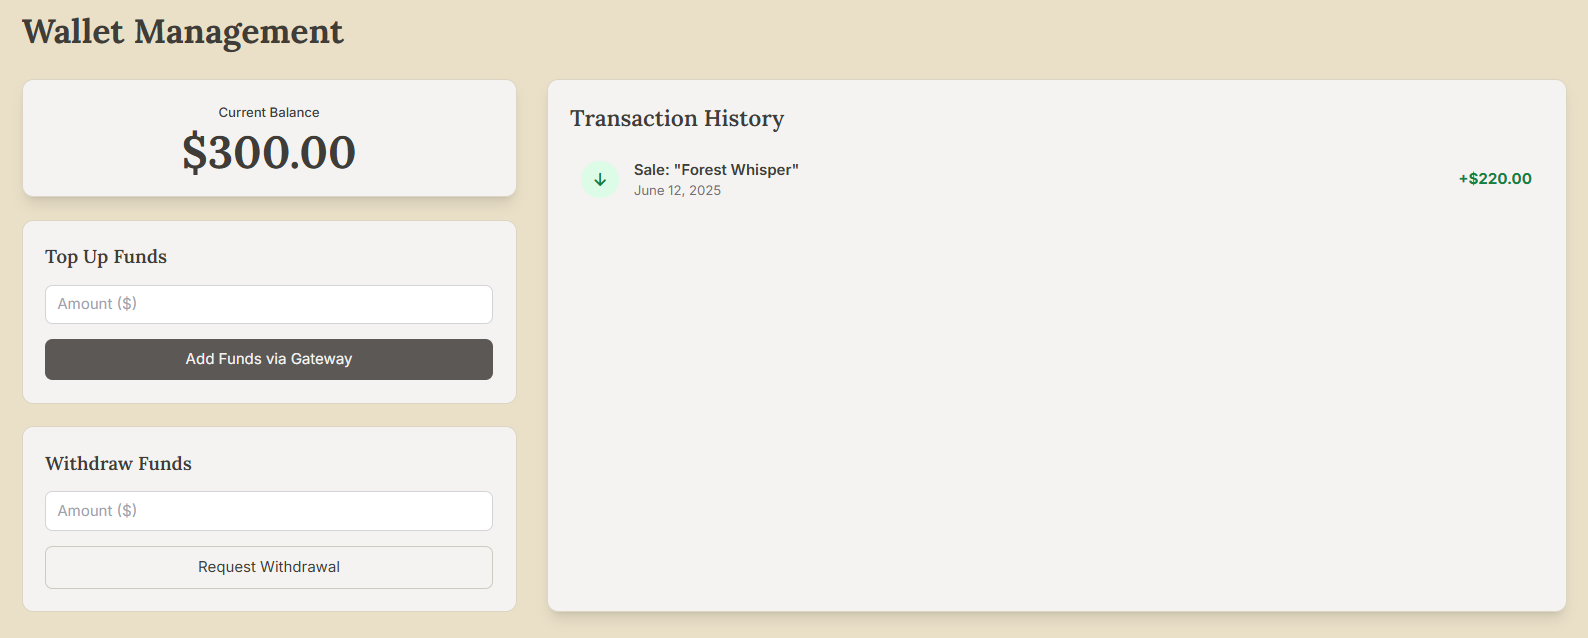 Wallet Management
Current Balance
$300.00
Top Up Funds
Amount ($)
Add Funds via Gateway
Withdraw Funds
Amount ($)
Request Withdrawal
Transaction History
Sale: "Forest Whisper"
June 12, 2025
+$220.00